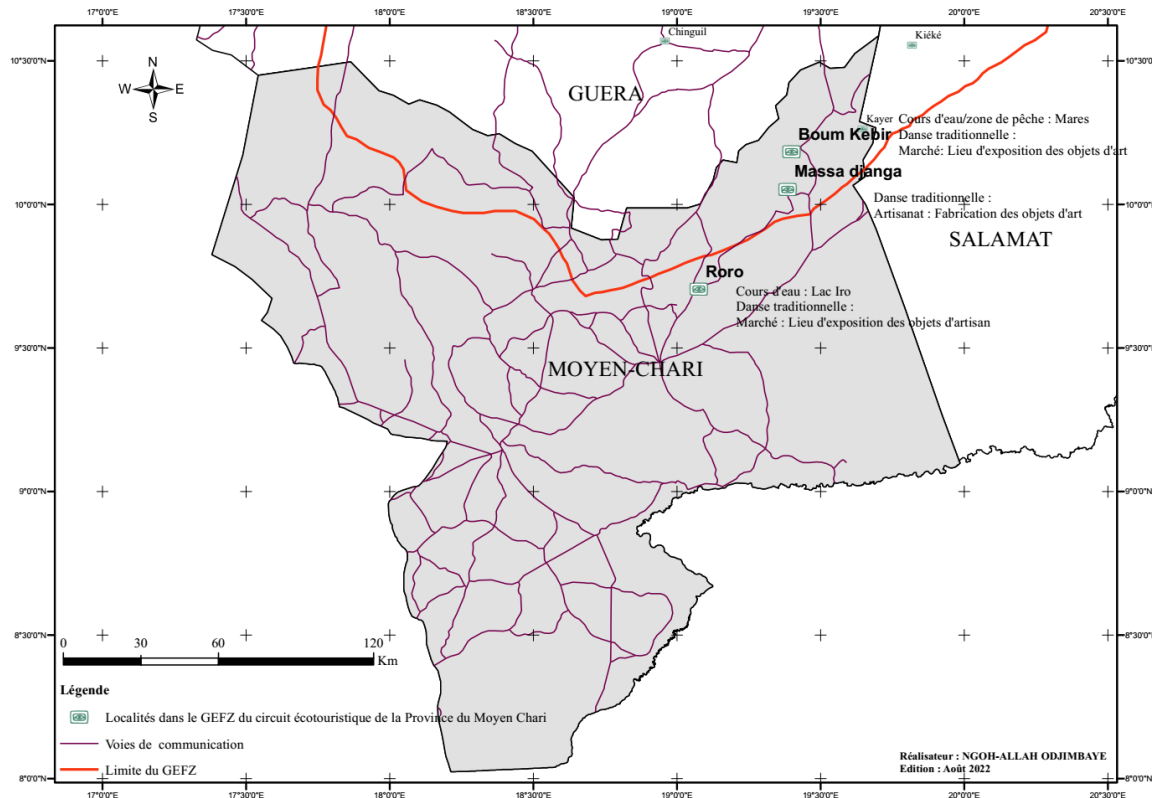 17°0'0"E 17°30'0"E 18°0'0"E 18°30'0"E 19°0'0"E 19°30'0"E 20°0'0"E 20°30'0"E
Chinguil
Kiéké
10°30'0"N 10°30'0"N
N
W E
S
GUERA
Kayer
Cours d'eau/zone de pêche : Mares
Danse traditionnelle :
Marché: Lieu d'exposition des objets d'art
Boum Kebir
Massa djanga
Danse traditionnelle :
Artisanat : Fabrication des objets d'art
10°0'0"N 10°0'0"N
SALAMAT
Roro
Cours d'eau : Lac Iro
Danse traditionnelle :
Marché : Lieu d'exposition des objets d'artisan
9°30'0"N 9°30'0"N
MOYEN-CHARI
9°0'0"N 9°0'0"N
8°30'0"N 8°30'0"N
0 30 60 120
Km
Légende
Localités dans le GEFZ du circuit écotouristique de la Province du Moyen Chari
Voies de communication
Limite du GEFZ
Réalisateur : NGOH-ALLAH ODJIMBAYE
Edition : Août 2022
8°0'0"N 8°0'0"N
17°0'0"E 17°30'0"E 18°0'0"E 18°30'0"E 19°0'0"E 19°30'0"E 20°0'0"E 20°30'0"E